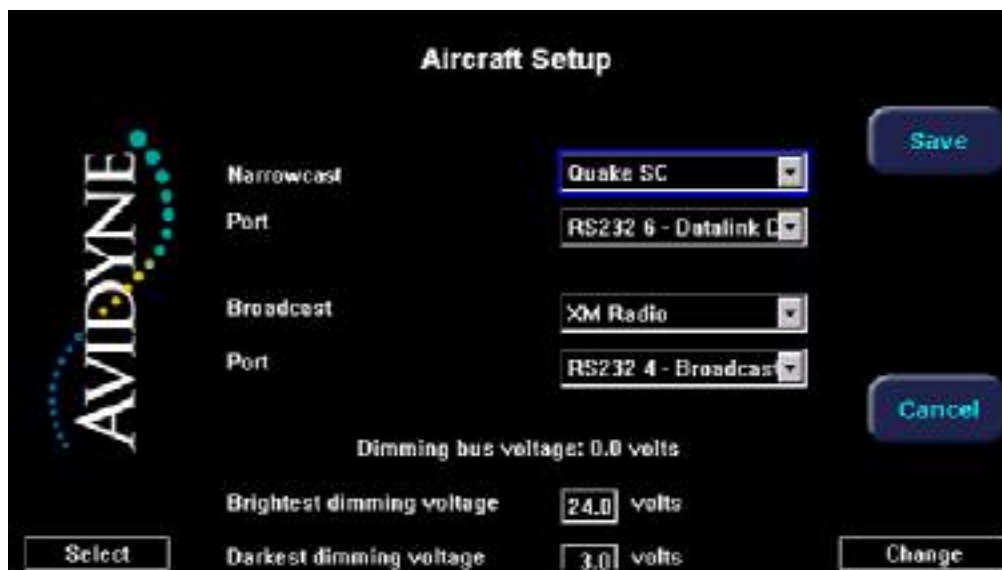 Aircraft Setup
AVIDYNE
Save
Narrowcast
Quake SC
Port
RS232 6 - Datalink D
Broadcast
XM Radio
Port
RS232 4 - Broadcast
Cancel
Dimming bus voltage: 0.0 volts
Brightest dimming voltage 24.0 volts
Select
Darkest dimming voltage 3.0 volts
Change